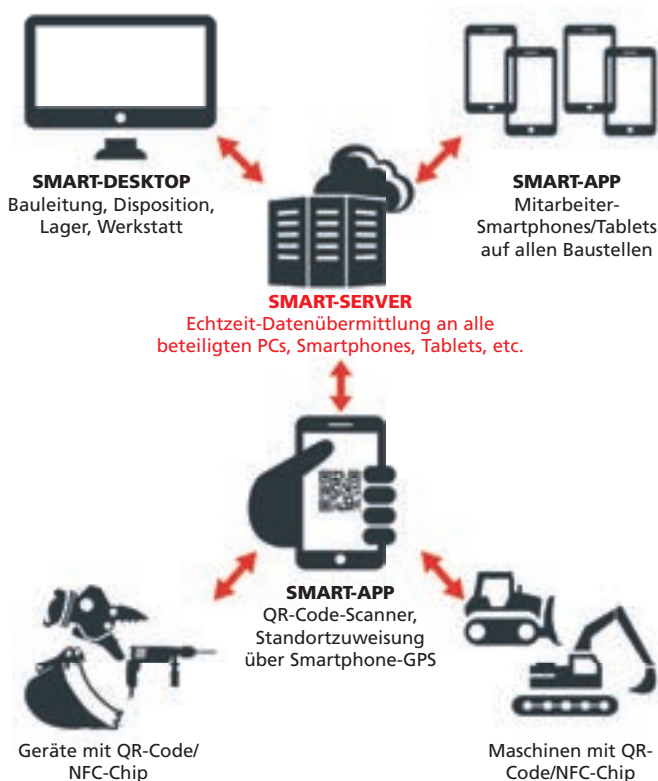 SMART-DESKTOP
Bauleitung, Disposition,
Lager, Werkstatt
SMART-APP
Mitarbeiter-
Smartphones/Tablets
auf allen Baustellen
SMART-SERVER
Echtzeit-Datenübermittlung an alle
beteiligten PCs, Smartphones, Tablets, etc.
SMART-APP
QR-Code-Scanner,
Standortzuweisung
über Smartphone-GPS
Geräte mit QR-Code/
NFC-Chip
Maschinen mit QR-
Code/NFC-Chip